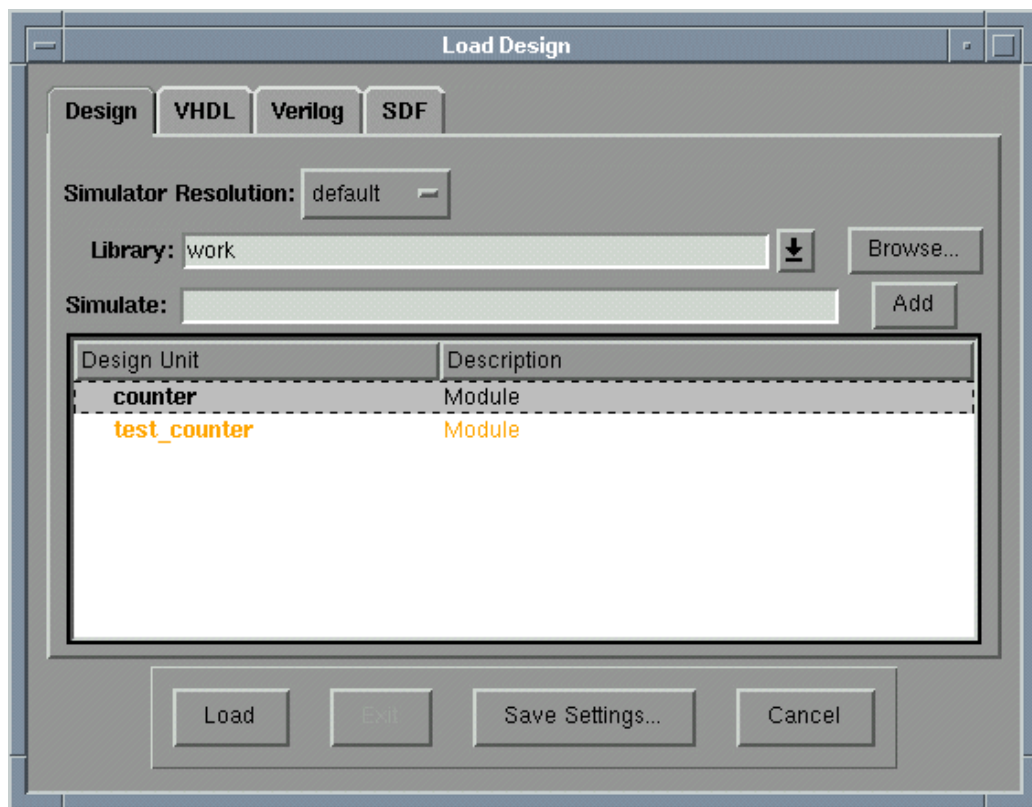 Load Design
Design VHDL Verilog SDF
Simulator Resolution: default
Library: work Browse...
Simulate: Add
Design Unit Description
counter Module
test_counter Module
Load Exit Save Settings... Cancel